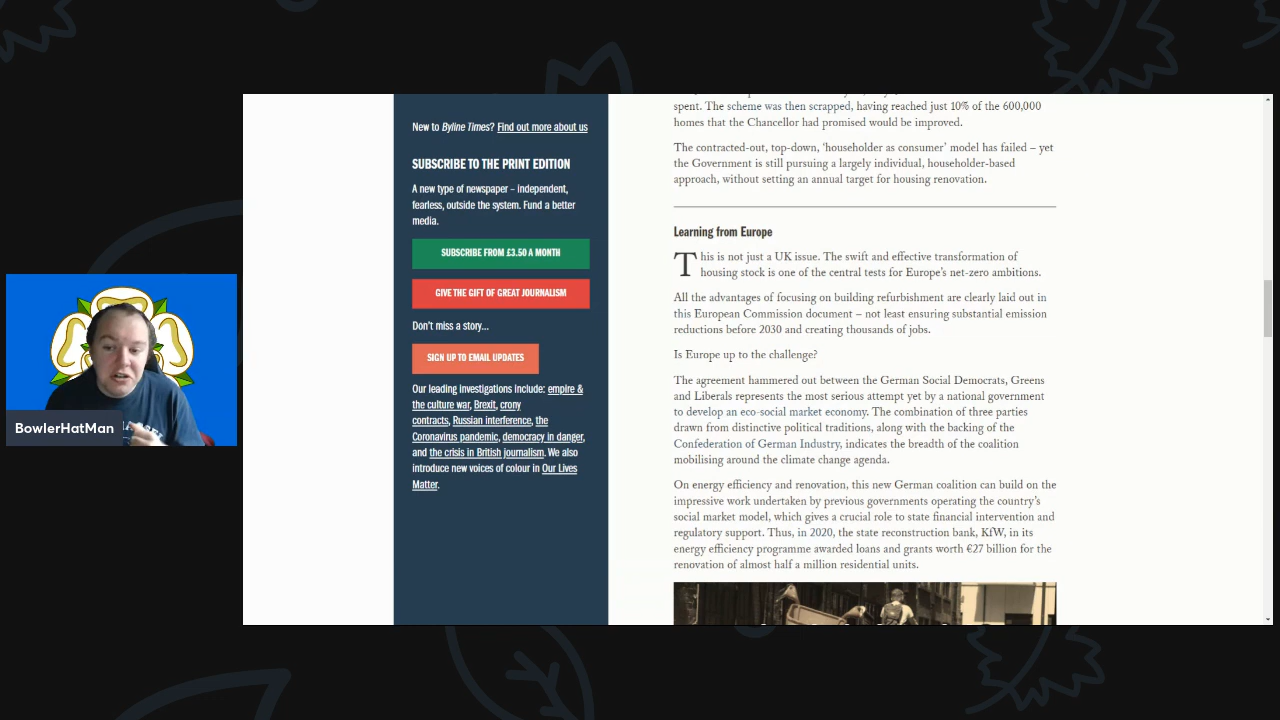 New to Byline Times? Find out more about us
SUBSCRIBE TO THE PRINT EDITION
A new type of newspaper – independent,
fearless, outside the system. Fund a better
media.
SUBSCRIBE FROM £3.50 A MONTH
GIVE THE GIFT OF GREAT JOURNALISM
Don't miss a story...
SIGN UP TO EMAIL UPDATES
Our leading investigations include: empire &
the culture war, Brexit, crony
contracts, Russian interference, the
Coronavirus pandemic, democracy in danger,
and the crisis in British journalism. We also
introduce new voices of colour in Our Lives
Matter.
spent. The scheme was then scrapped, having reached just 10% of the 600,000
homes that the Chancellor had promised would be improved.
The contracted-out, top-down, 'householder as consumer' model has failed – yet
the Government is still pursuing a largely individual, householder-based
approach, without setting an annual target for housing renovation.
Learning from Europe
This is not just a UK issue. The swift and effective transformation of
housing stock is one of the central tests for Europe's net-zero ambitions.
All the advantages of focusing on building refurbishment are clearly laid out in
this European Commission document – not least ensuring substantial emission
reductions before 2030 and creating thousands of jobs.
Is Europe up to the challenge?
The agreement hammered out between the German Social Democrats, Greens
and Liberals represents the most serious attempt yet by a national government
to develop an eco-social market economy. The combination of three parties
drawn from distinctive political traditions, along with the backing of the
Confederation of German Industry, indicates the breadth of the coalition
mobilising around the climate change agenda.
On energy efficiency and renovation, this new German coalition can build on the
impressive work undertaken by previous governments operating the country's
social market model, which gives a crucial role to state financial intervention and
regulatory support. Thus, in 2020, the state reconstruction bank, KfW, in its
energy efficiency programme awarded loans and grants worth €27 billion for the
renovation of almost half a million residential units.
BowlerHatMan